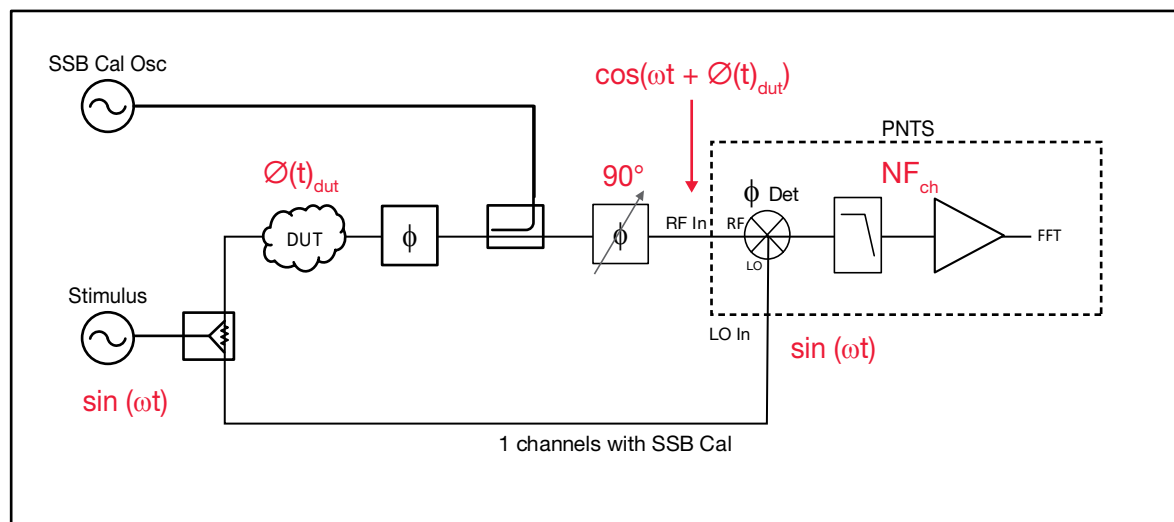 SSB Cal Osc
cos(ωt + Ø(t)dut)
PNTS
Ø(t)dut
90°
NFch
ϕ Det
DUT
ϕ
ϕ
RF In
RF
LO
FFT
Stimulus
LO In
sin (ωt)
sin (ωt)
1 channels with SSB Cal